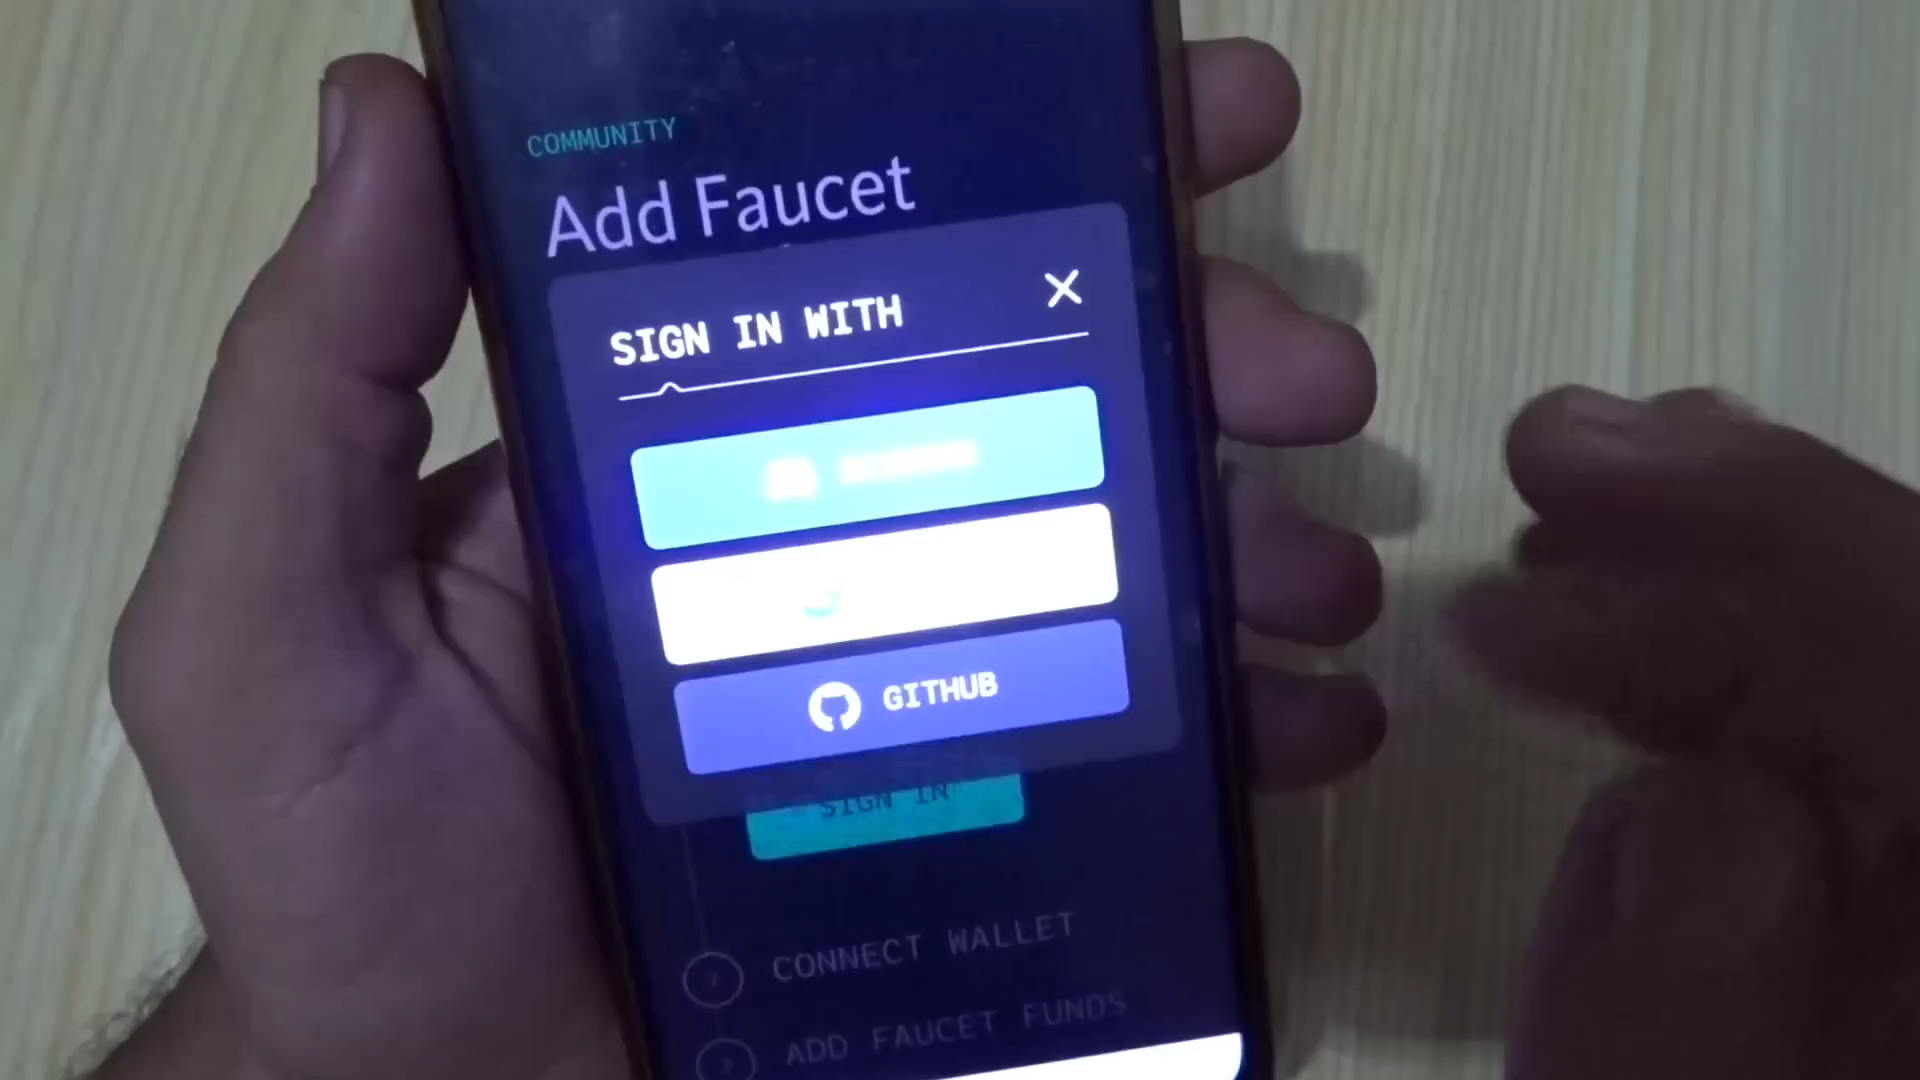 COMMUNITY
Add Faucet
SIGN IN WITH
GITHUB
SIGN IN
CONNECT WALLET
ADD FAUCET FUNDS